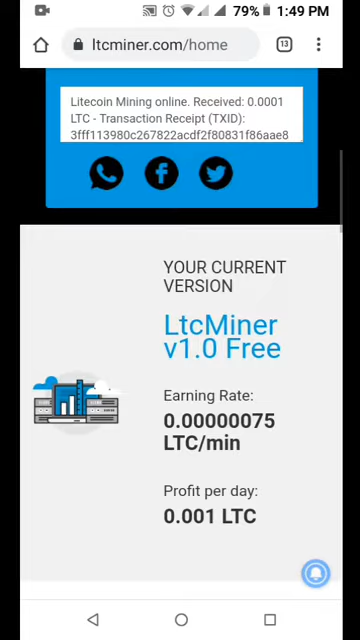 79% 1:49 PM
ltcminer.com/home
13
Litecoin Mining online. Received: 0.0001
LTC - Transaction Receipt (TXID):
3fff113980c267822acdf2f80831f86aae8
YOUR CURRENT
VERSION
LtcMiner
v1.0 Free
Earning Rate:
0.00000075
LTC/min
Profit per day:
0.001 LTC